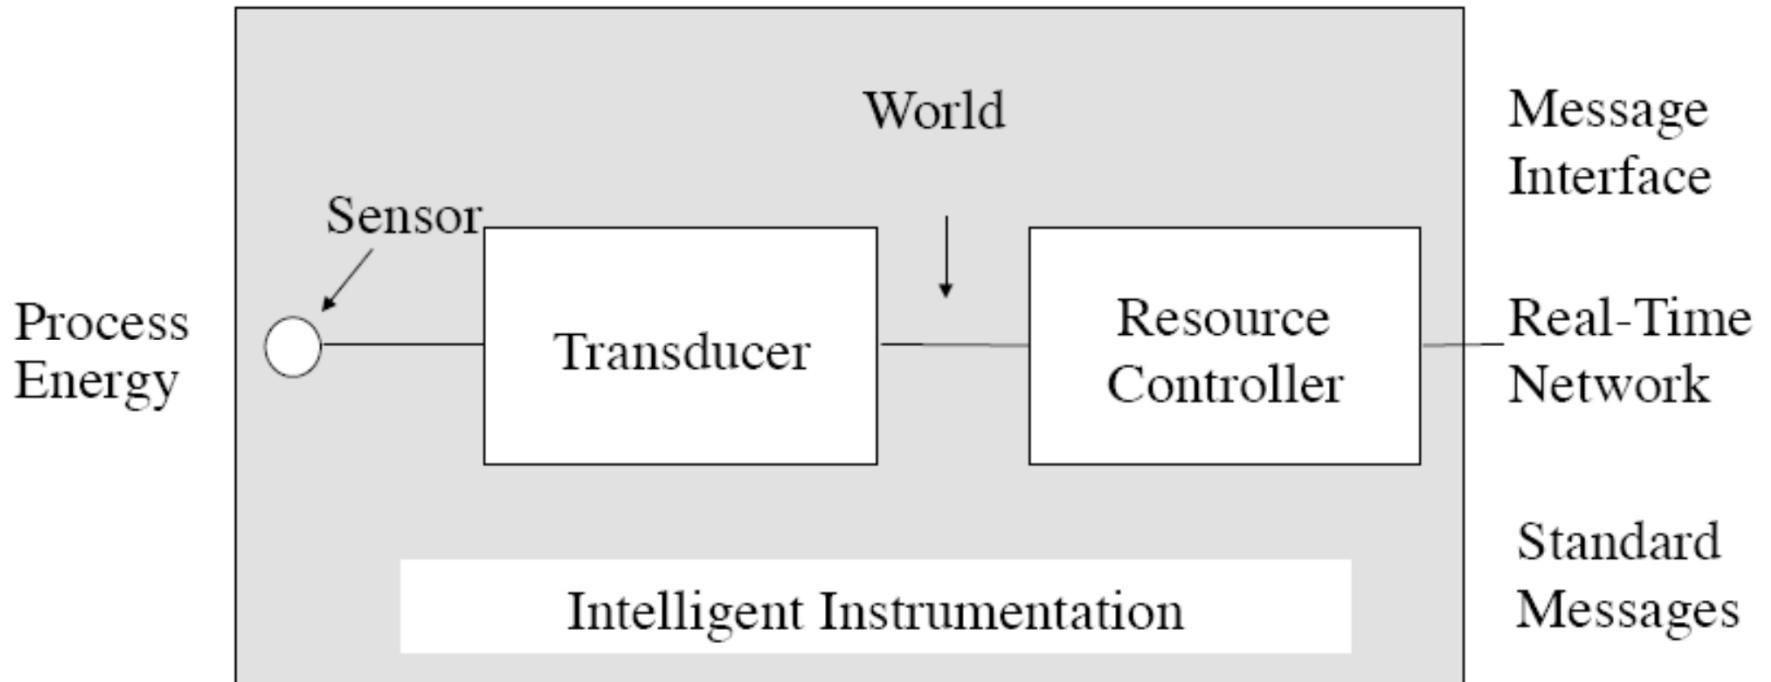 World
Message
Interface
Sensor
Process
Energy
Transducer
Resource
Controller
Real-Time
Network
Standard
Messages
Intelligent Instrumentation